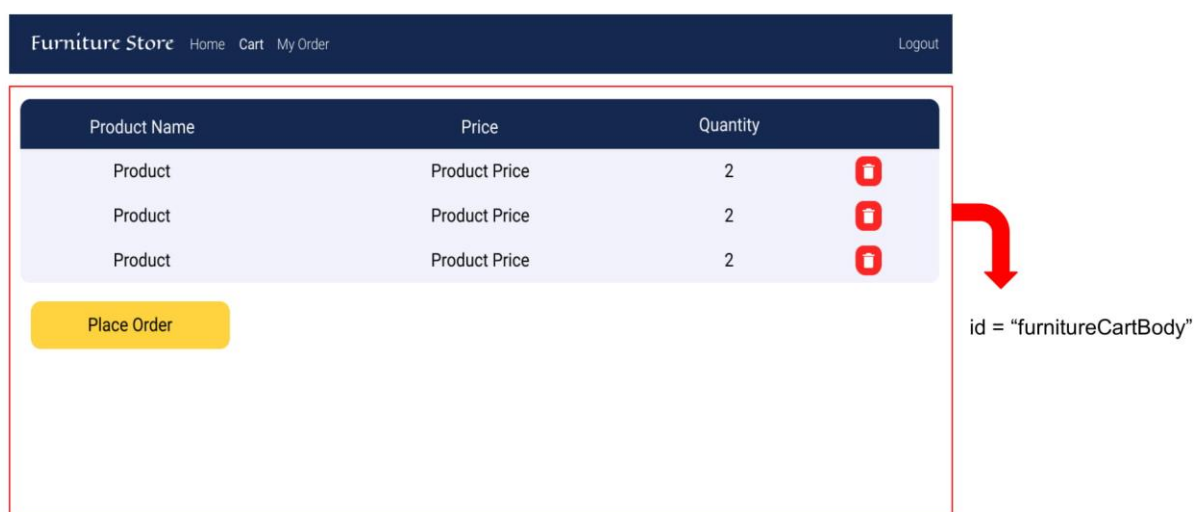 Furniture Store Home Cart My Order Logout
Product Name Price Quantity
Product Product Price 2
Product Product Price 2
Product Product Price 2
Place Order
id = “furnitureCartBody”